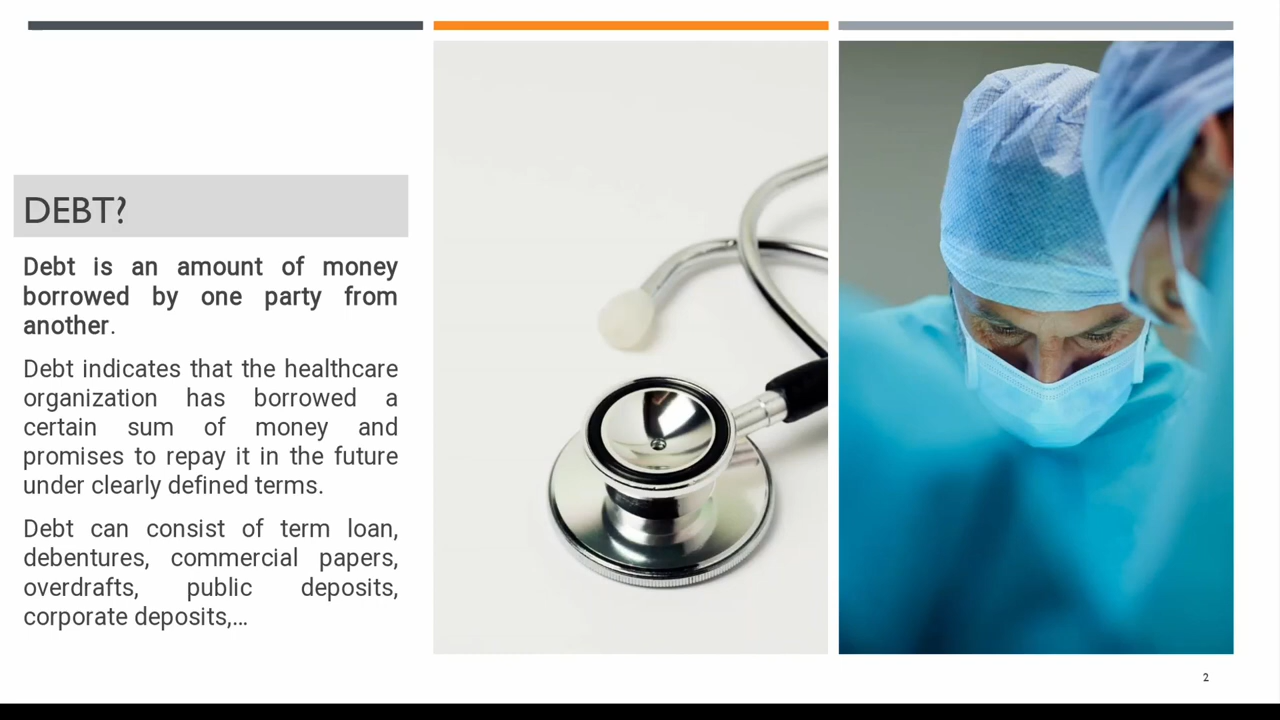 DEBT?
Debt is an amount of money
borrowed by one party from
another.
Debt indicates that the healthcare
organization has borrowed a
certain sum of money and
promises to repay it in the future
under clearly defined terms.
Debt can consist of term loan,
debentures, commercial papers,
overdrafts, public deposits,
corporate deposits,...
2